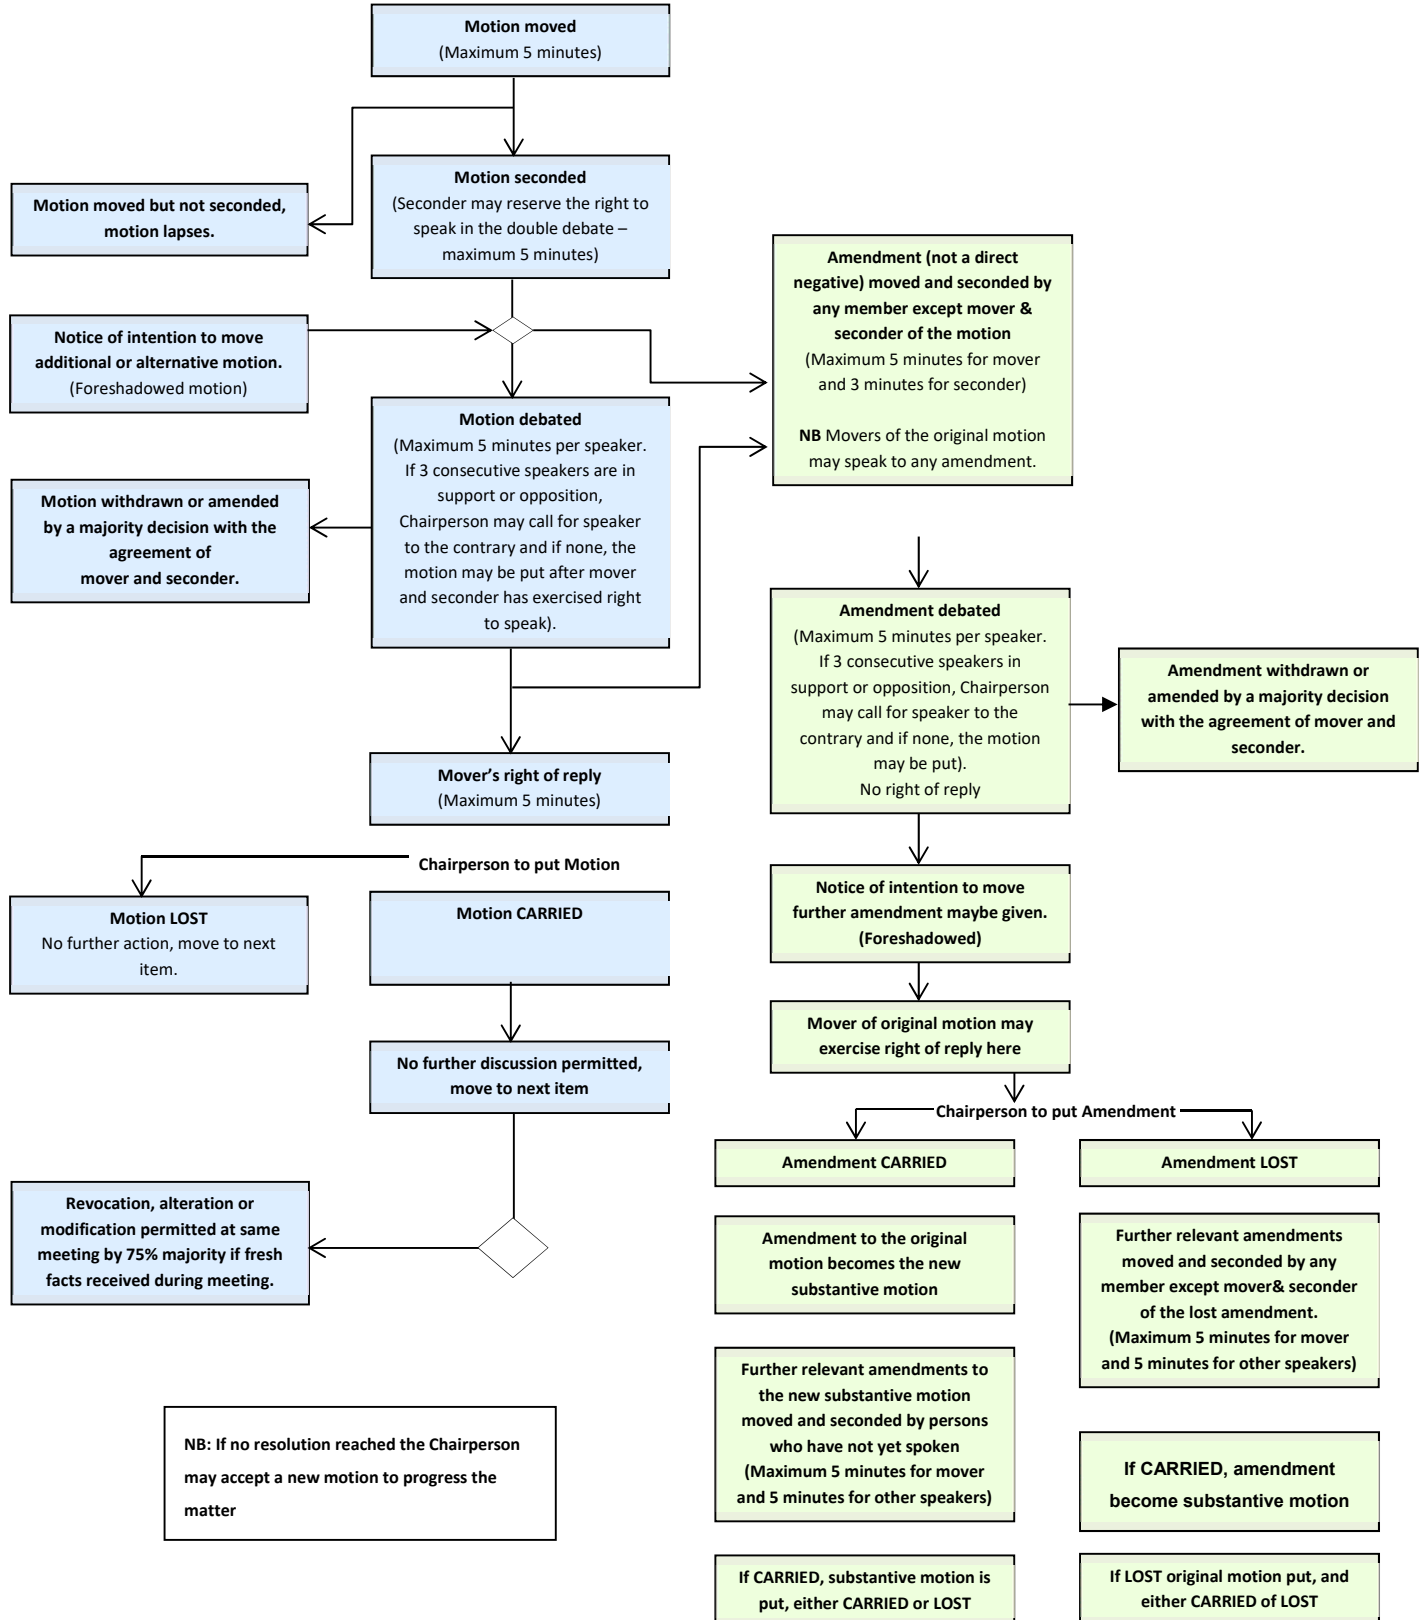 Motion moved
(Maximum 5 minutes)
Motion seconded
(Seconder may reserve the right to
speak in the double debate –
maximum 5 minutes)
Motion moved but not seconded,
motion lapses.
Notice of intention to move
additional or alternative motion.
(Foreshadowed motion)
Motion debated
(Maximum 5 minutes per speaker.
If 3 consecutive speakers are in
support or opposition,
Chairperson may call for speaker
to the contrary and if none, the
motion may be put after mover
and seconder has exercised right
to speak).
Motion withdrawn or amended
by a majority decision with the
agreement of
mover and seconder.
Mover’s right of reply
(Maximum 5 minutes)
Chairperson to put Motion
Motion LOST
No further action, move to next
item.
Motion CARRIED
No further discussion permitted,
move to next item
Revocation, alteration or
modification permitted at same
meeting by 75% majority if fresh
facts received during meeting.
NB: If no resolution reached the Chairperson
may accept a new motion to progress the
matter
Amendment (not a direct
negative) moved and seconded by
any member except mover &
seconder of the motion
(Maximum 5 minutes for mover
and 3 minutes for seconder)
NB Movers of the original motion
may speak to any amendment.
Amendment debated
(Maximum 5 minutes per speaker.
If 3 consecutive speakers in
support or opposition, Chairperson
may call for speaker to the
contrary and if none, the motion
may be put).
No right of reply
Amendment withdrawn or
amended by a majority decision
with the agreement of mover and
seconder.
Notice of intention to move
further amendment maybe given.
(Foreshadowed)
Mover of original motion may
exercise right of reply here
Chairperson to put Amendment
Amendment CARRIED
Amendment to the original
motion becomes the new
substantive motion
Further relevant amendments to
the new substantive motion
moved and seconded by persons
who have not yet spoken
(Maximum 5 minutes for mover
and 5 minutes for other speakers)
If CARRIED, substantive motion is
put, either CARRIED or LOST
Amendment LOST
Further relevant amendments
moved and seconded by any
member except mover& seconder
of the lost amendment.
(Maximum 5 minutes for mover
and 5 minutes for other speakers)
If CARRIED, amendment
become substantive motion
If LOST original motion put, and
either CARRIED of LOST